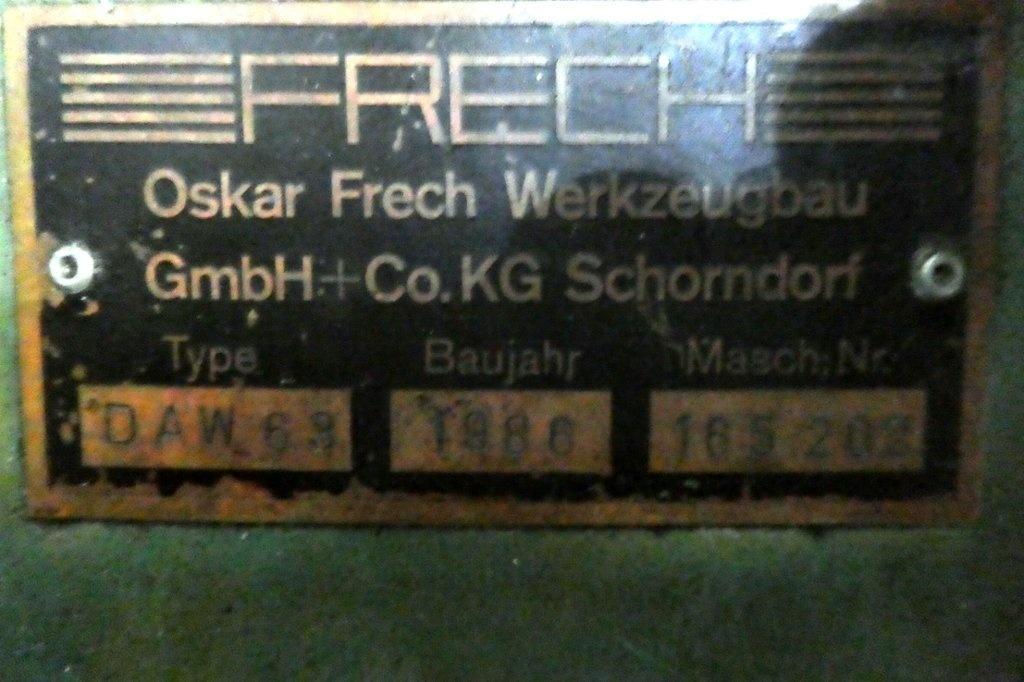 FRECH
Oskar Frech Werkzeugbau
GmbH+Co.KG Schorndorf
Type Baujahr Masch.Nr.
DAW 63 1986 165 202